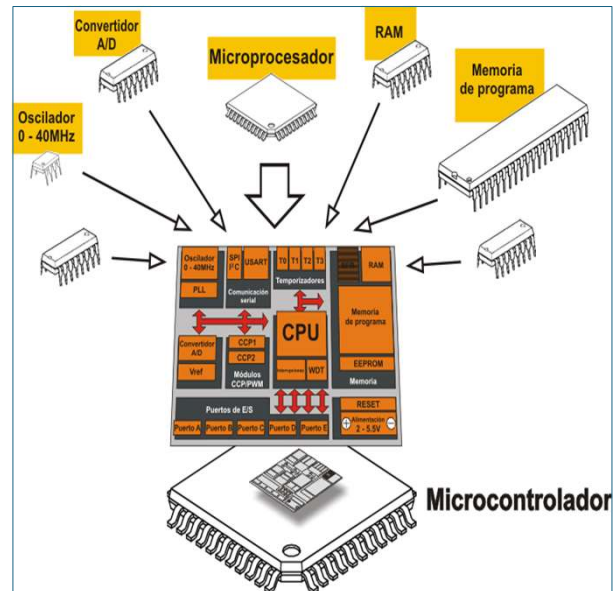 Convertidor
A/D
Microprocesador
RAM
Memoria
de programa
Oscilador
0 - 40MHz
Oscilador
0 - 40MHz
PLL
SPI
I²C
USART
Comunicación
serial
T0 T1 T2 T3
Temporizadores
RAM
Memoria
de programa
EEPROM
Memoria
CPU
Interrupciones
WDT
Convertidor
A/D
Vref
CCP1
CCP2
Módulos
CCP/PWM
Puertos de E/S
Puerto A Puerto B Puerto C Puerto D Puerto E
RESET
Alimentación
2 - 5.5V
Microcontrolador